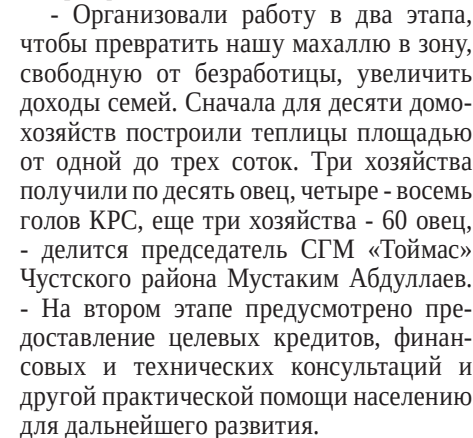 - Организовали работу в два этапа,
чтобы превратить нашу махаллю в зону,
свободную от безработицы, увеличить
доходы семей. Сначала для десяти домо-
хозяйств построили теплицы площадью
от одной до трех соток. Три хозяйства
получили по десять овец, четыре - восемь
голов КРС, еще три хозяйства - 60 овец,
- делится председатель СГМ «Тоймас»
Чустского района Мустаким Абдуллаев.
- На втором этапе предусмотрено пре-
доставление целевых кредитов, финан-
совых и технических консультаций и
другой практической помощи населению
для дальнейшего развития.